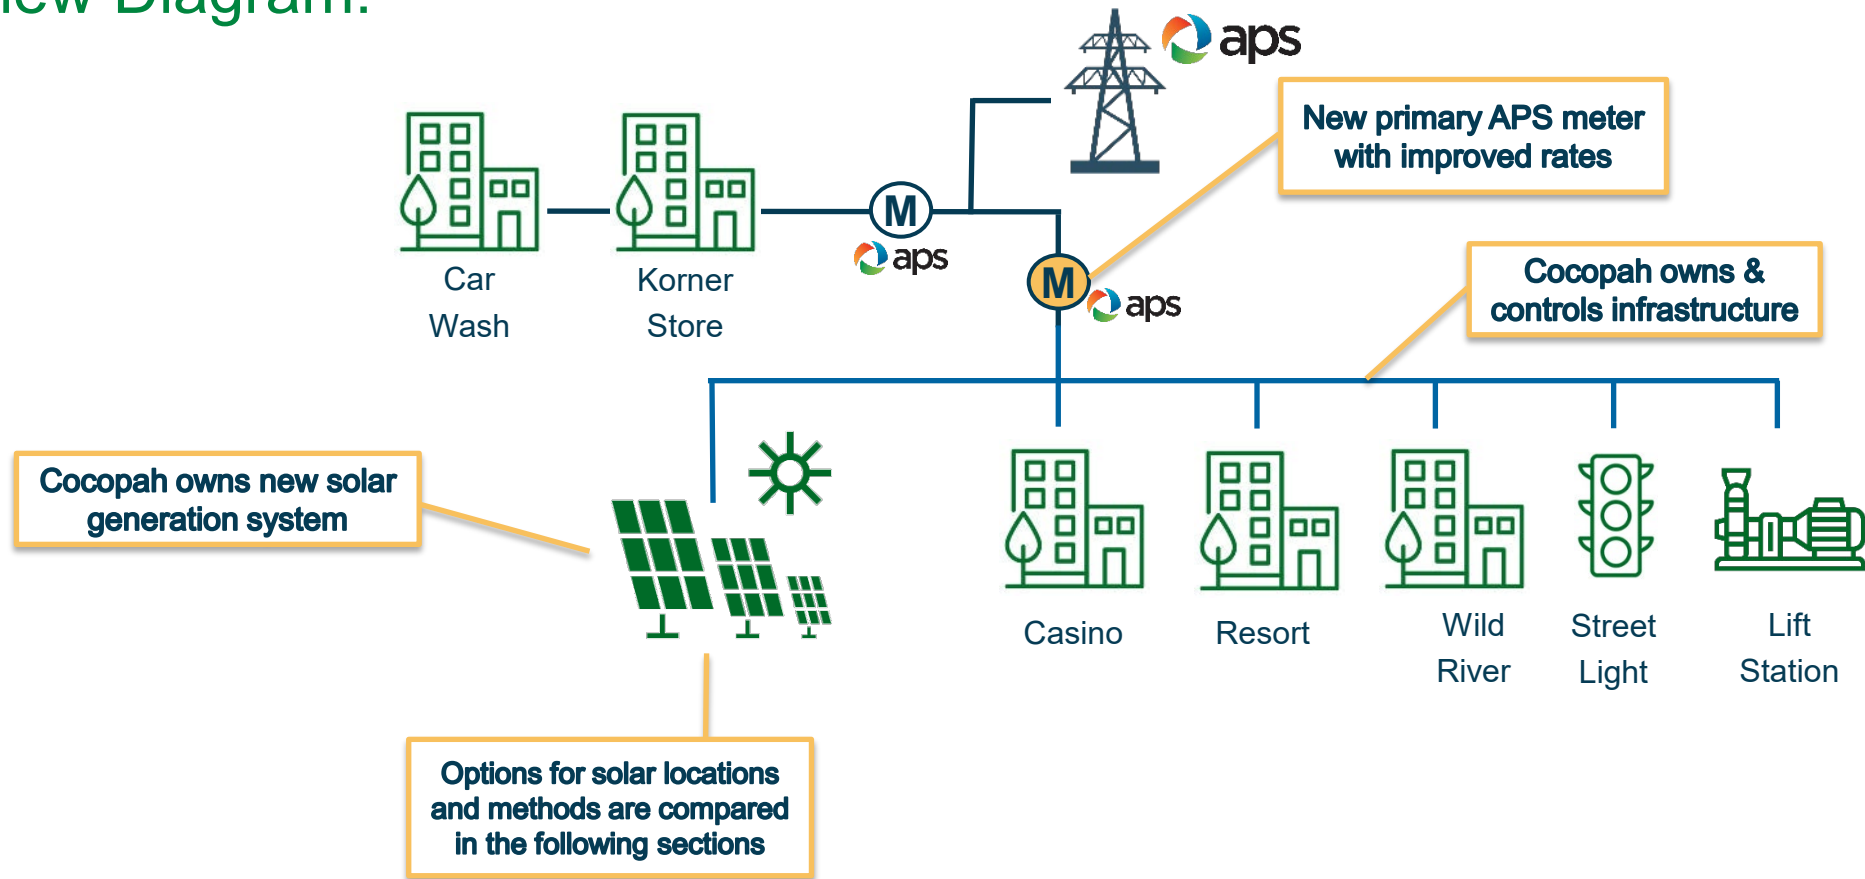 Diagram:
aps
New primary APS meter
with improved rates
M
aps
Car
Wash
Korner
Store
M
aps
Cocopah owns &
controls infrastructure
Cocopah owns new solar
generation system
Casino
Resort
Wild
River
Street
Light
Lift
Station
Options for solar locations
and methods are compared
in the following sections